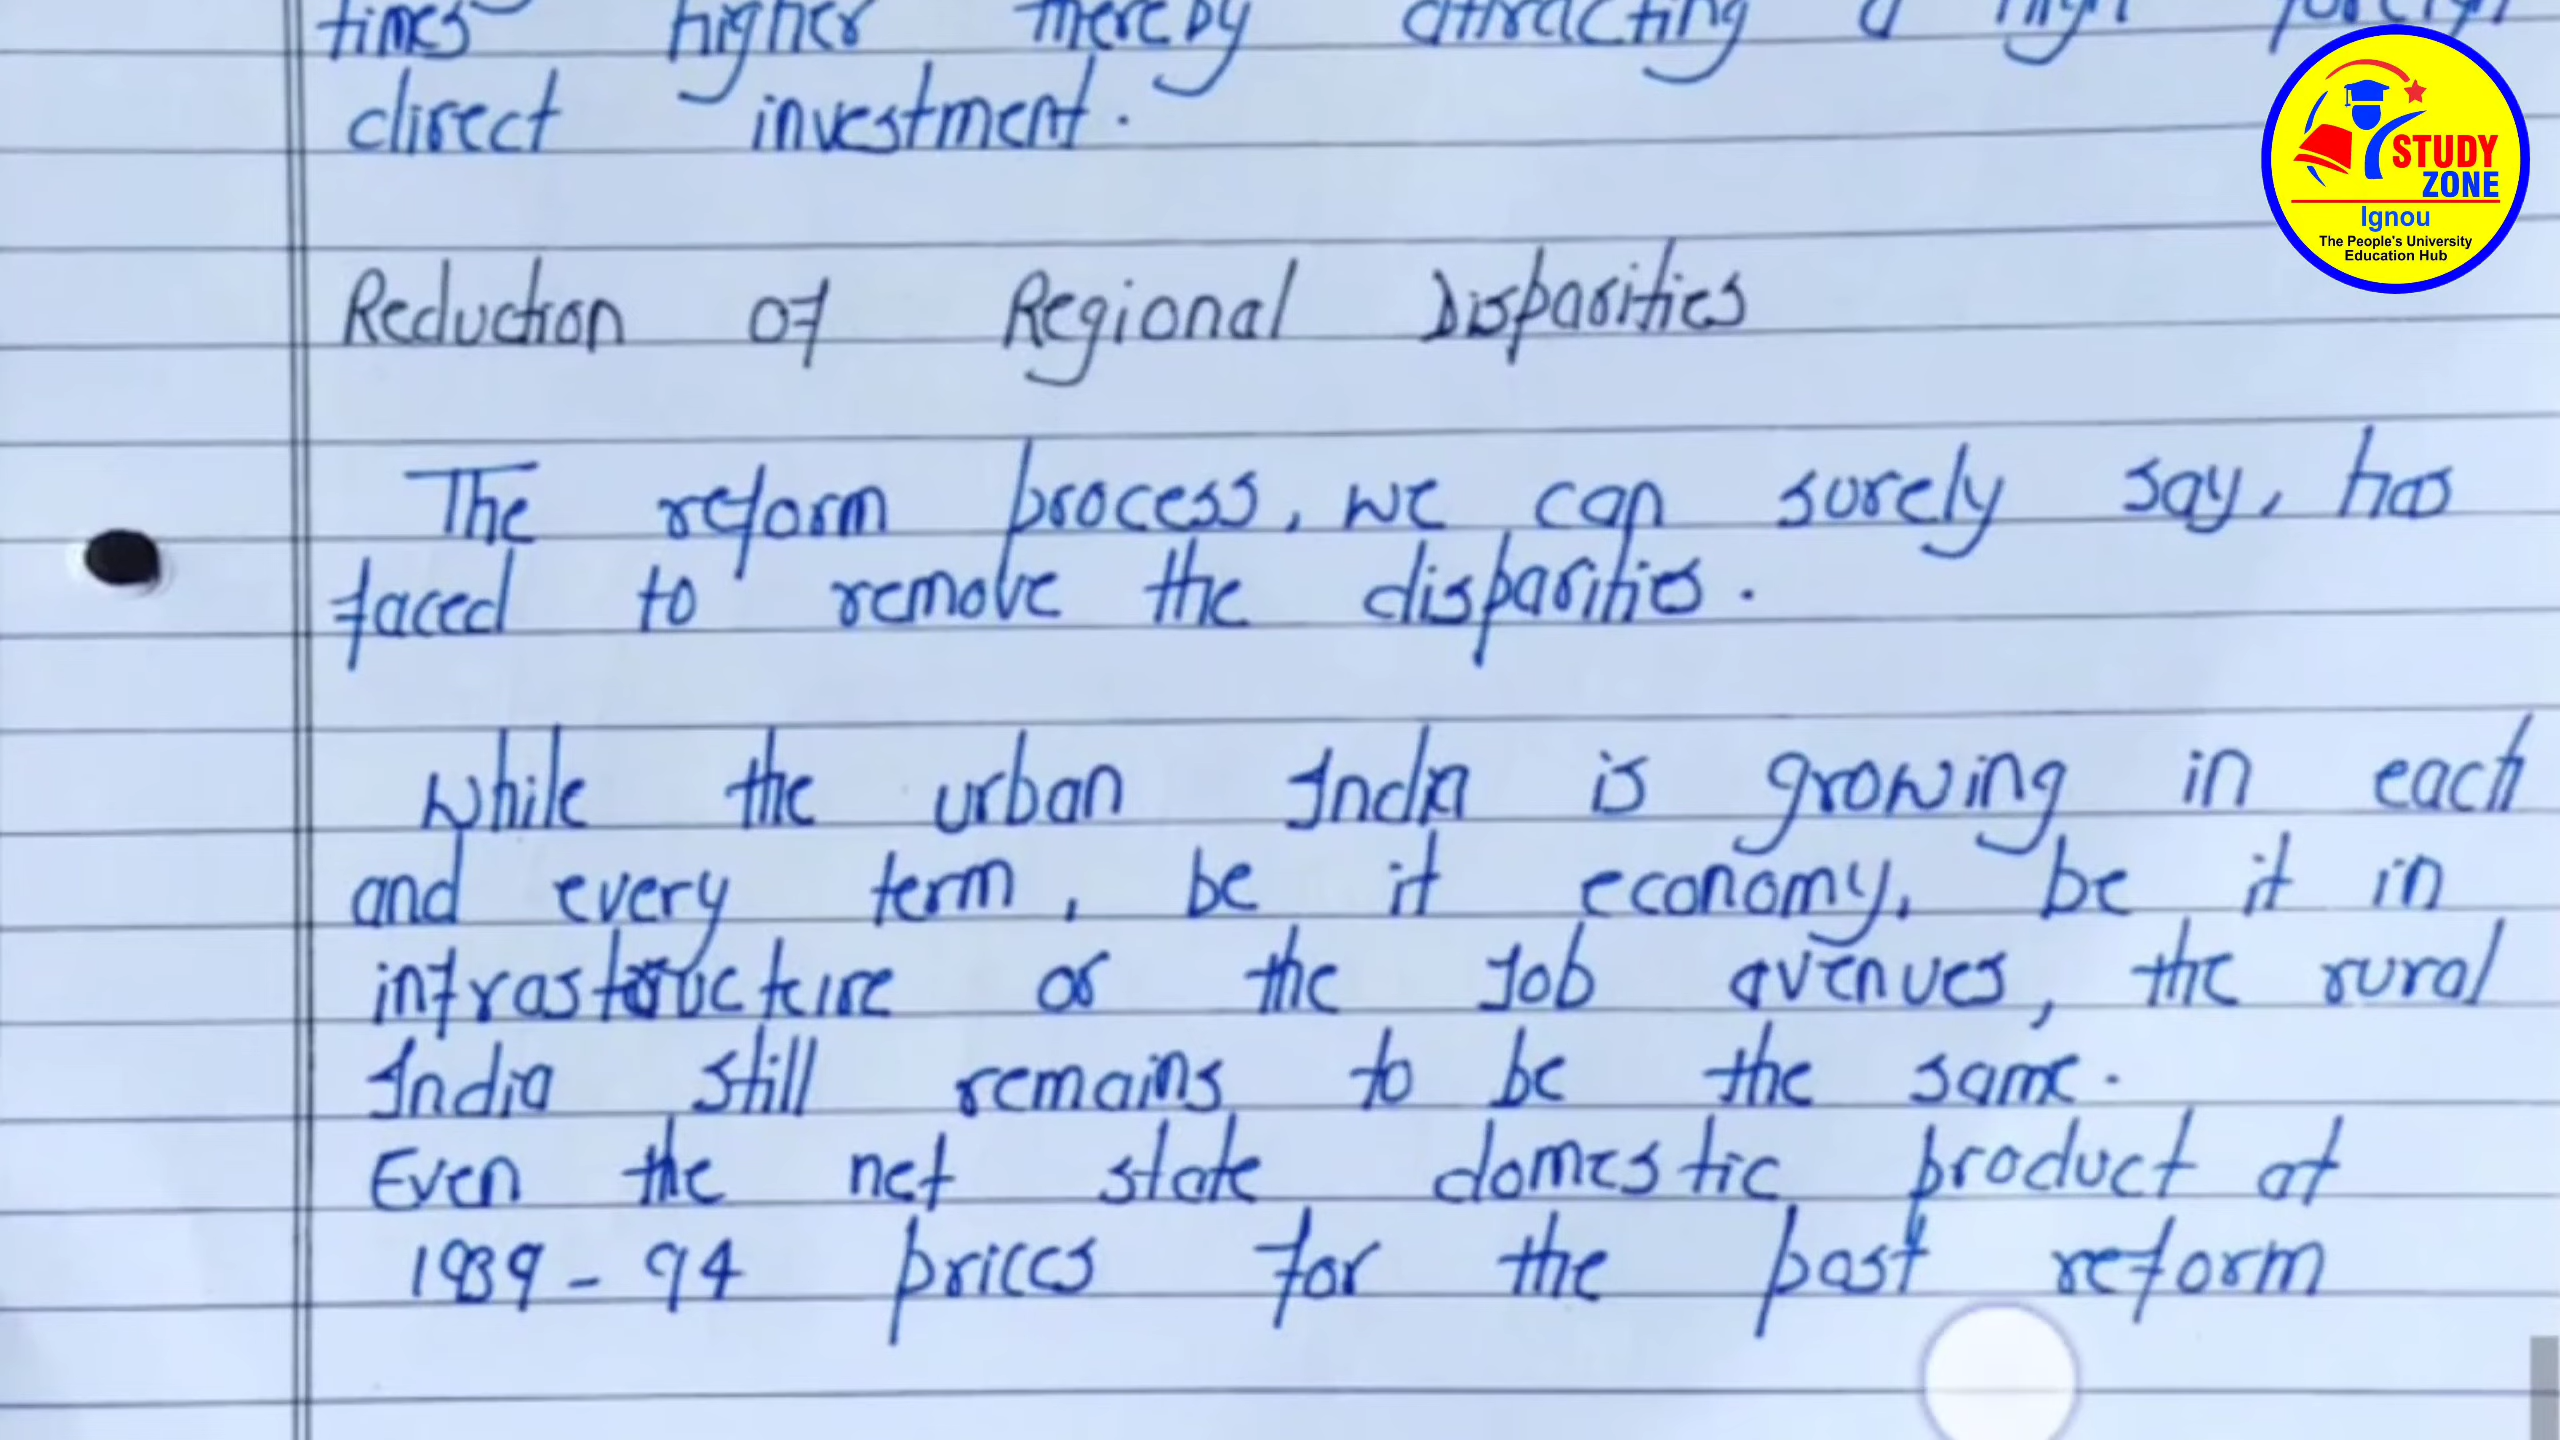 times higher thereby attracting a high foreign
direct investment.
Reduction of Regional Disparities
The reform process, we can surely say, has
faced to remove the disparities.
While the urban India is growing in each
and every term, be it economy, be it in
infrastructure or the Job avenues, the rural
India still remains to be the same.
Even the net state domestic product at
1939-94 prices for the past reform
STUDY
ZONE
Ignou
The People's University
Education Hub